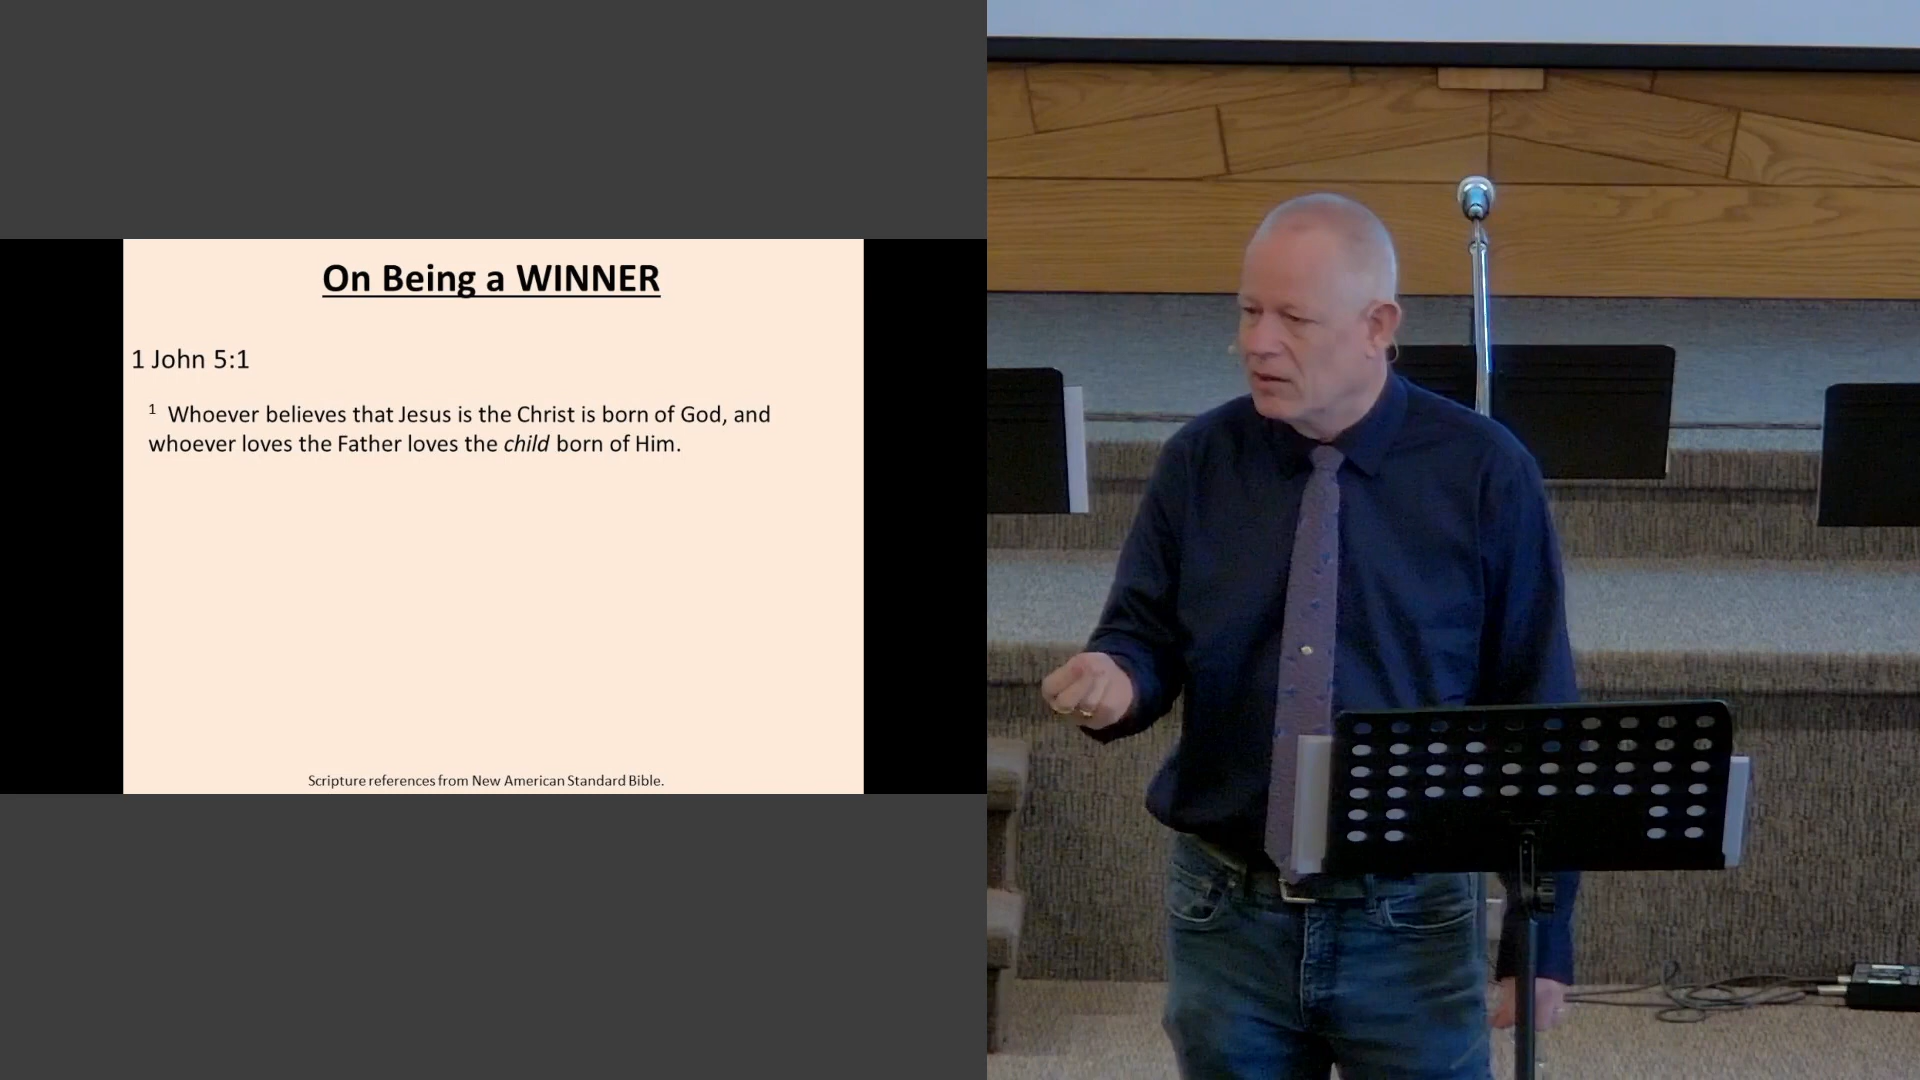 On Being a WINNER
1 John 5:1
1 Whoever believes that Jesus is the Christ is born of God, and
whoever loves the Father loves the child born of Him.
Scripture references from New American Standard Bible.